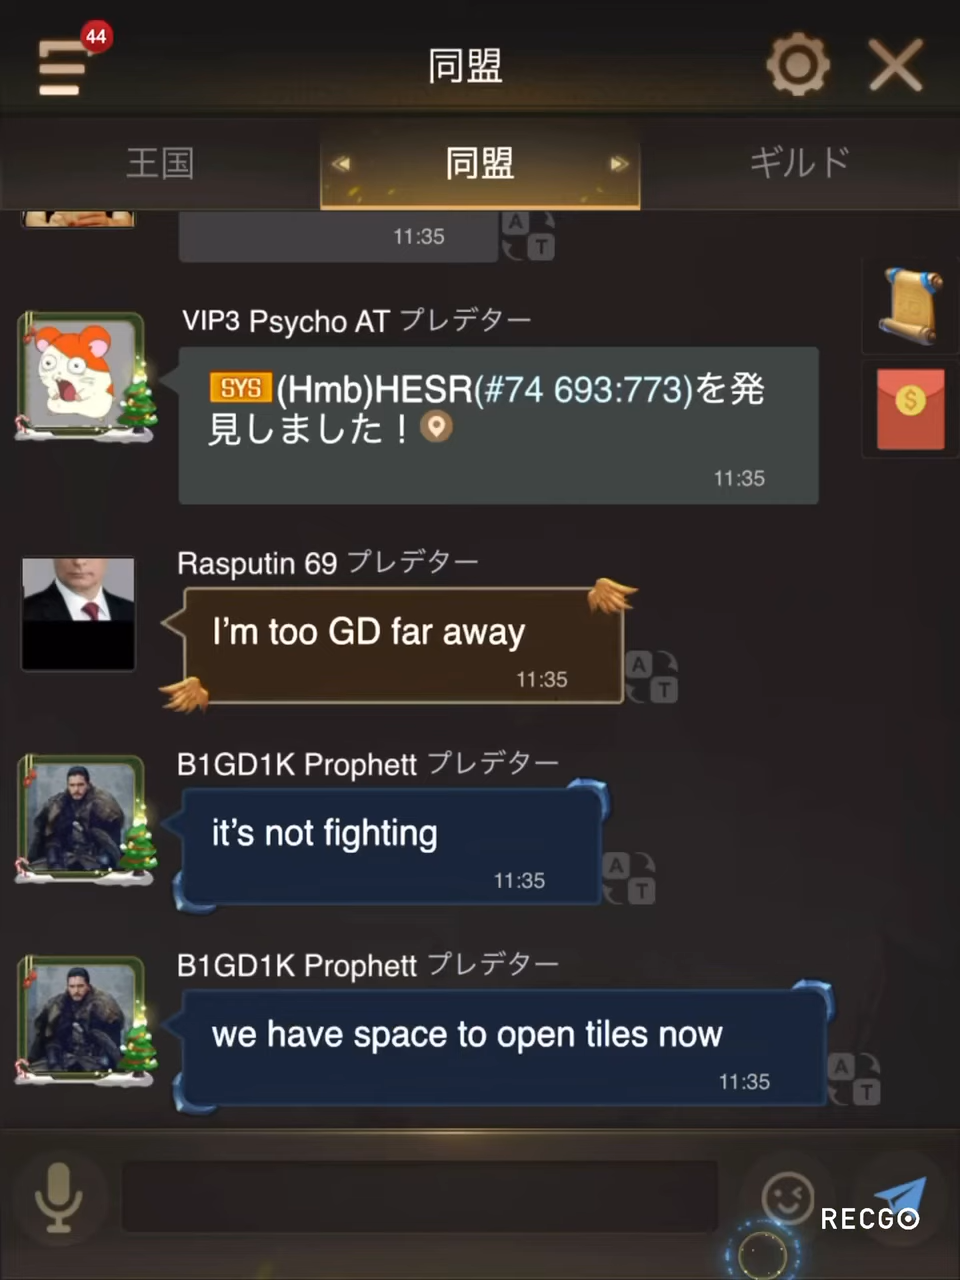 44
同盟
王国
同盟
ギルド
11:35
A
T
VIP3 Psycho AT プレデター
SYS (Hmb)HESR(#74 693:773)を発
見しました！
11:35
Rasputin 69 プレデター
I'm too GD far away
11:35
A
T
B1GD1K Prophett プレデター
it's not fighting
11:35
A
T
B1GD1K Prophett プレデター
we have space to open tiles now
11:35
A
T
RECGO